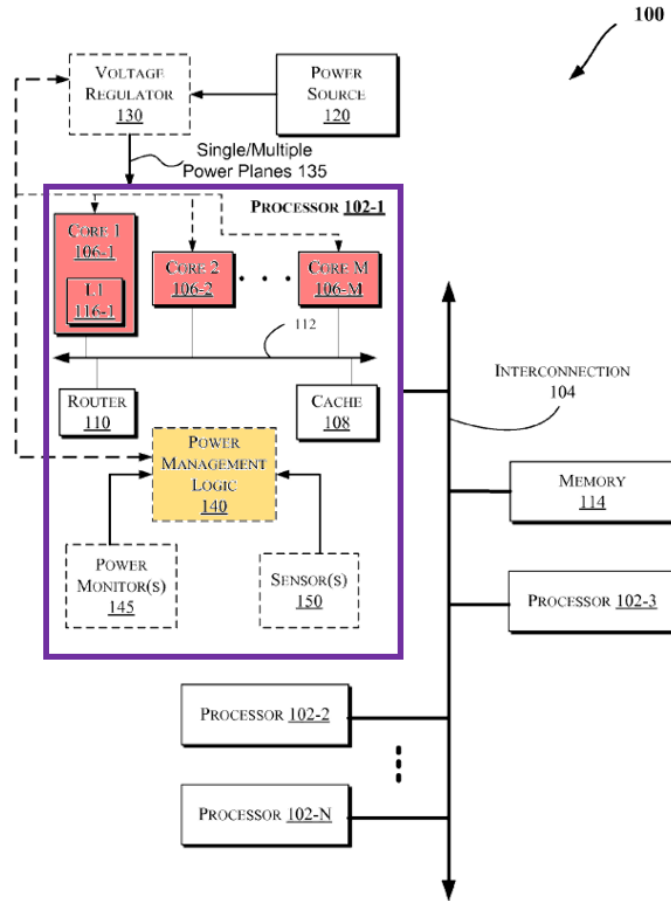 100
VOLTAGE
REGULATOR
130
POWER
SOURCE
120
Single/Multiple
Power Planes 135
PROCESSOR 102-1
CORE 1
106-1
L1
116-1
CORE 2
106-2
CORE M
106-M
112
ROUTER
110
CACHE
108
POWER
MANAGEMENT
LOGIC
140
POWER
MONITOR(S)
145
SENSOR(S)
150
INTERCONNECTION
104
MEMORY
114
PROCESSOR 102-3
PROCESSOR 102-2
PROCESSOR 102-N